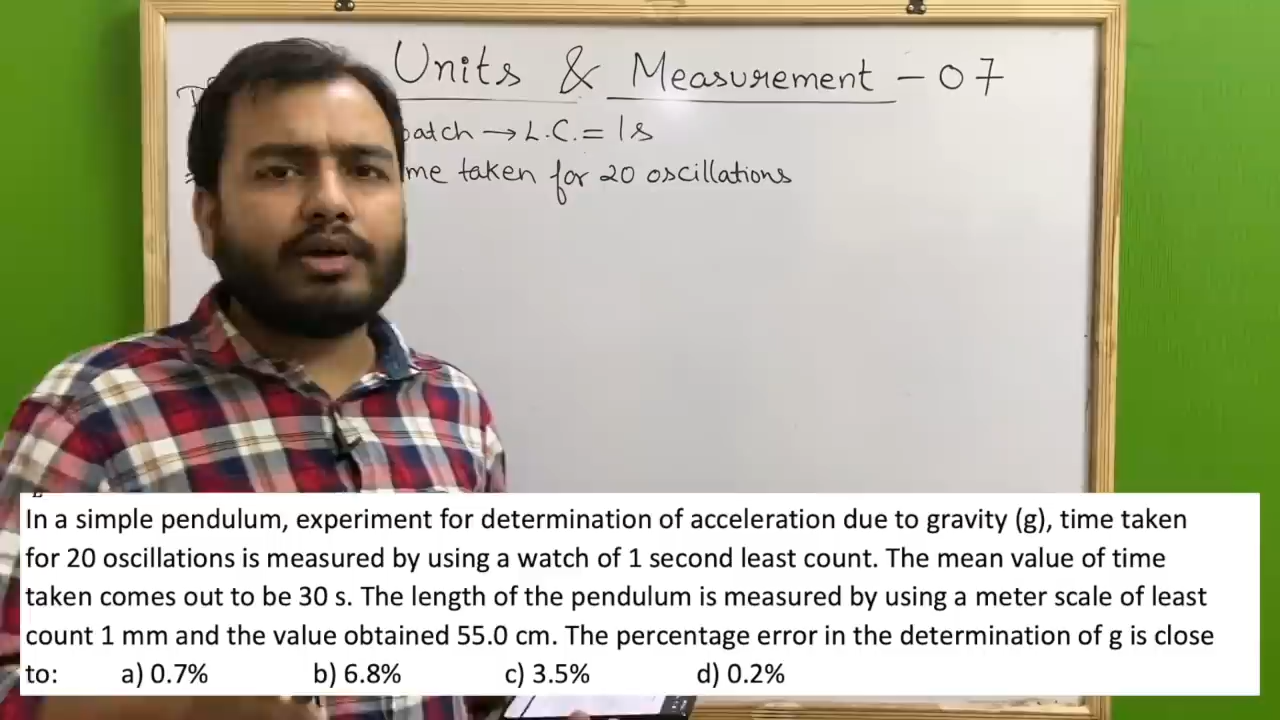 Units & Measurement - 07
→ L.C. = 1s
taken for 20 oscillations
In a simple pendulum, experiment for determination of acceleration due to gravity (g), time taken
for 20 oscillations is measured by using a watch of 1 second least count. The mean value of time
taken comes out to be 30 s. The length of the pendulum is measured by using a meter scale of least
count 1 mm and the value obtained 55.0 cm. The percentage error in the determination of g is close
to: a) 0.7% b) 6.8% c) 3.5% d) 0.2%